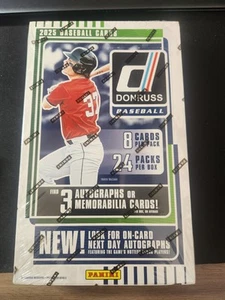 2025 BASEBALL CARDS
DONRUSS
BASEBALL
8 CARDS
PER PACK
24 PACKS
PER BOX
FIND
3 AUTOGRAPHS OR
MEMORABILIA CARDS!
NEW! LOOK FOR ON-CARD
NEXT DAY AUTOGRAPHS
PANINI